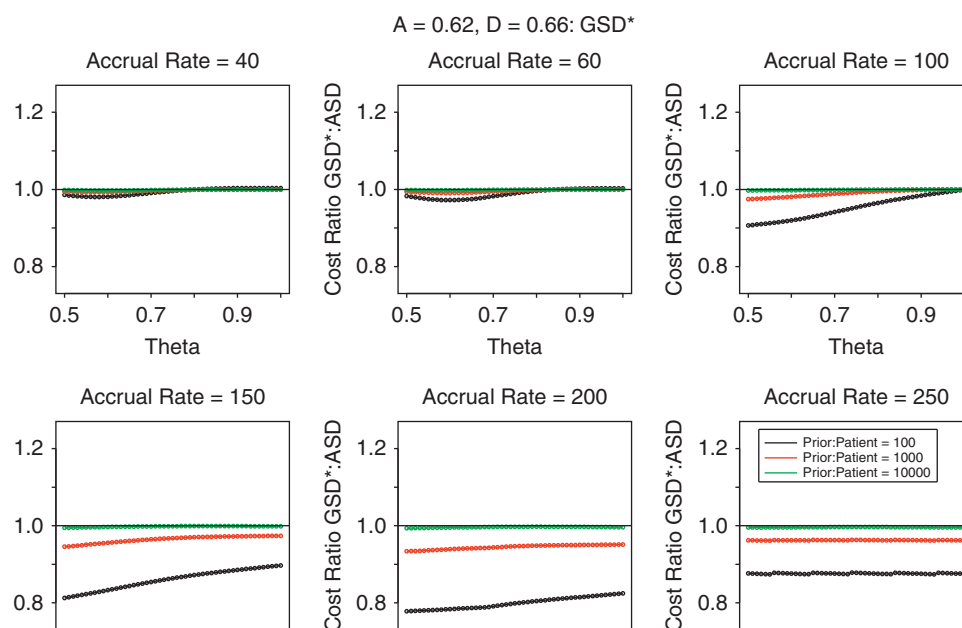 A = 0.62, D = 0.66: GSD*
Accrual Rate = 40
1.2
1.0
0.8
0.5 0.7 0.9
Theta
Accrual Rate = 60
Cost Ratio GSD*:ASD
1.2
1.0
0.8
0.5 0.7 0.9
Theta
Accrual Rate = 100
Cost Ratio GSD*:ASD
1.2
1.0
0.8
0.5 0.7 0.9
Theta
Accrual Rate = 150
1.2
1.0
0.8
Accrual Rate = 200
Cost Ratio GSD*:ASD
1.2
1.0
0.8
Accrual Rate = 250
Cost Ratio GSD*:ASD
1.2
1.0
0.8
Prior:Patient = 100
Prior:Patient = 1000
Prior:Patient = 10000